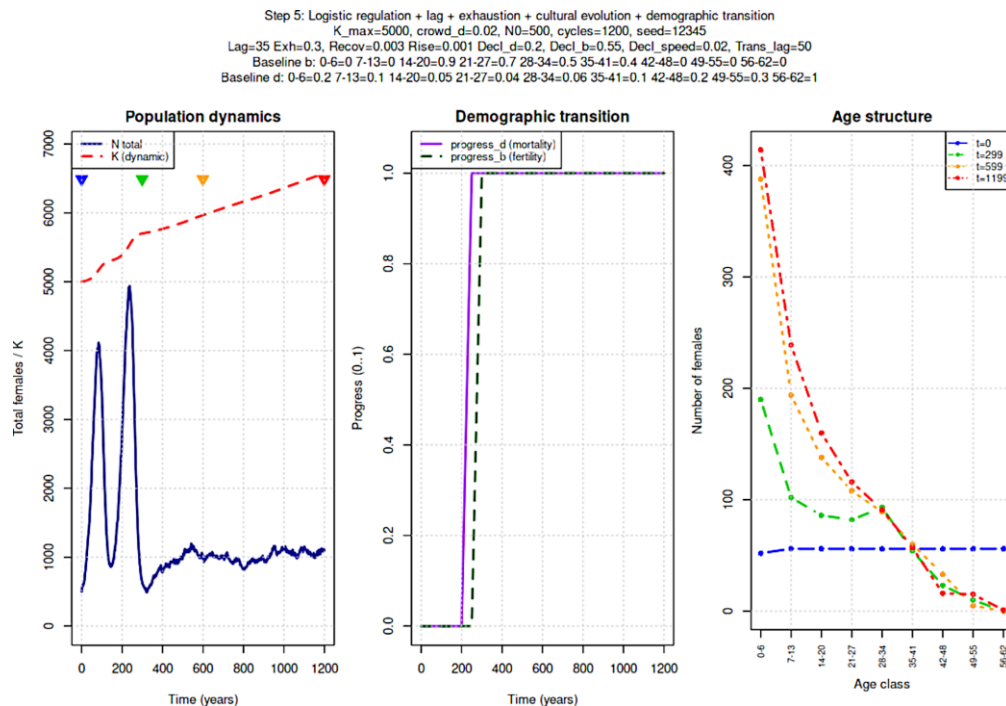 Step 5: Logistic regulation + lag + exhaustion + cultural evolution + demographic transition
K_max=5000, crowd_d=0.02, N0=500, cycles=1200, seed=12345
Lag=35 Exh=0.3, Recov=0.003 Rise=0.001 Decl_d=0.2, Decl_b=0.55, Decl_speed=0.02, Trans_lag=50
Baseline b: 0-6=0 7-13=0 14-20=0.9 21-27=0.7 28-34=0.5 35-41=0.4 42-48=0 49-55=0 56-62=0
Baseline d: 0-6=0.2 7-13=0.1 14-20=0.05 21-27=0.04 28-34=0.06 35-41=0.1 42-48=0.2 49-55=0.3 56-62=1
Population dynamics
Total females / K
7000
6000
5000
4000
3000
2000
1000
0
N total
K (dynamic)
0 200 400 600 800 1000 1200
Time (years)
Demographic transition
Progress (0..1)
1.0
0.8
0.6
0.4
0.2
0.0
progress_d (mortality)
progress_b (fertility)
0 200 400 600 800 1000 1200
Time (years)
Age structure
Number of females
400
300
200
100
0
t=0
t=299
t=599
t=1199
0-6
7-13
14-20
21-27
28-34
35-41
42-48
49-55
56-62
Age class